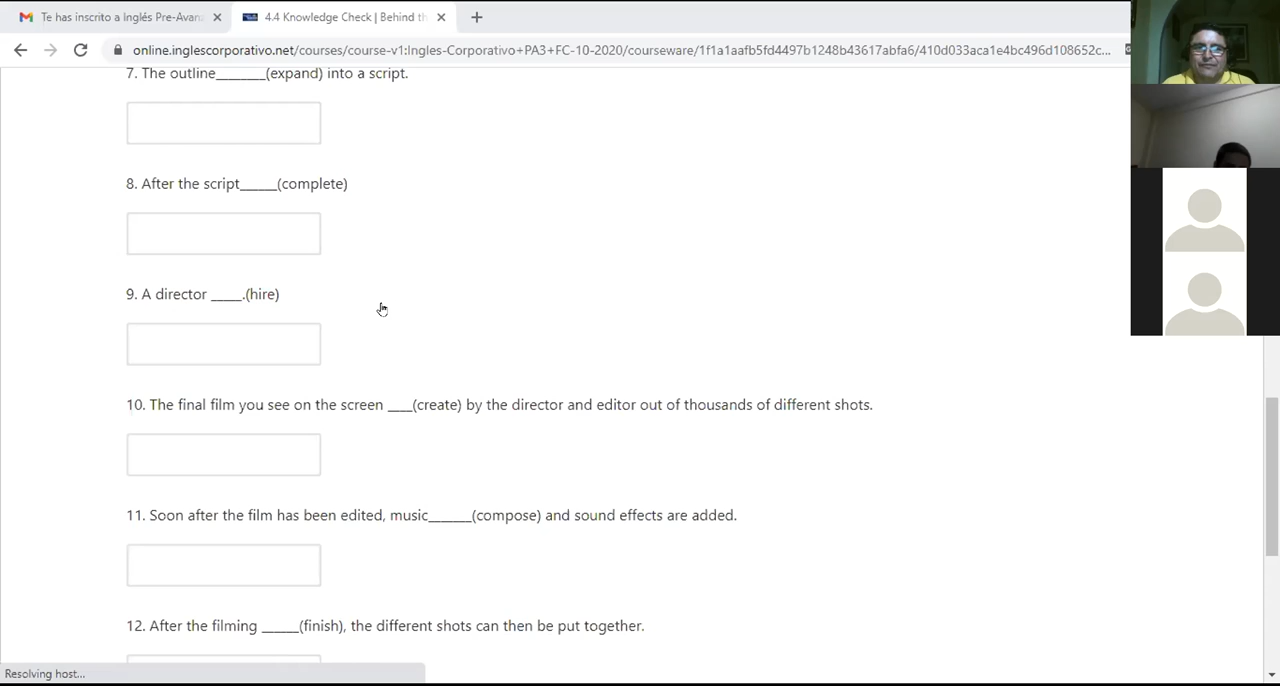 Te has inscrito a Inglés Pre-Avan
4.4 Knowledge Check | Behind th
online.inglescorporativo.net/courses/course-v1:Ingles-Corporativo+PA3+FC-10-2020/courseware/1f1a1aafb5fd4497b1248b43617abfa6/410d033aca1e4bc496d108652c...
7. The outline________(expand) into a script.
8. After the script______(complete)
9. A director _____.(hire)
10. The final film you see on the screen ____(create) by the director and editor out of thousands of different shots.
11. Soon after the film has been edited, music_______(compose) and sound effects are added.
12. After the filming ______(finish), the different shots can then be put together.
Resolving host...